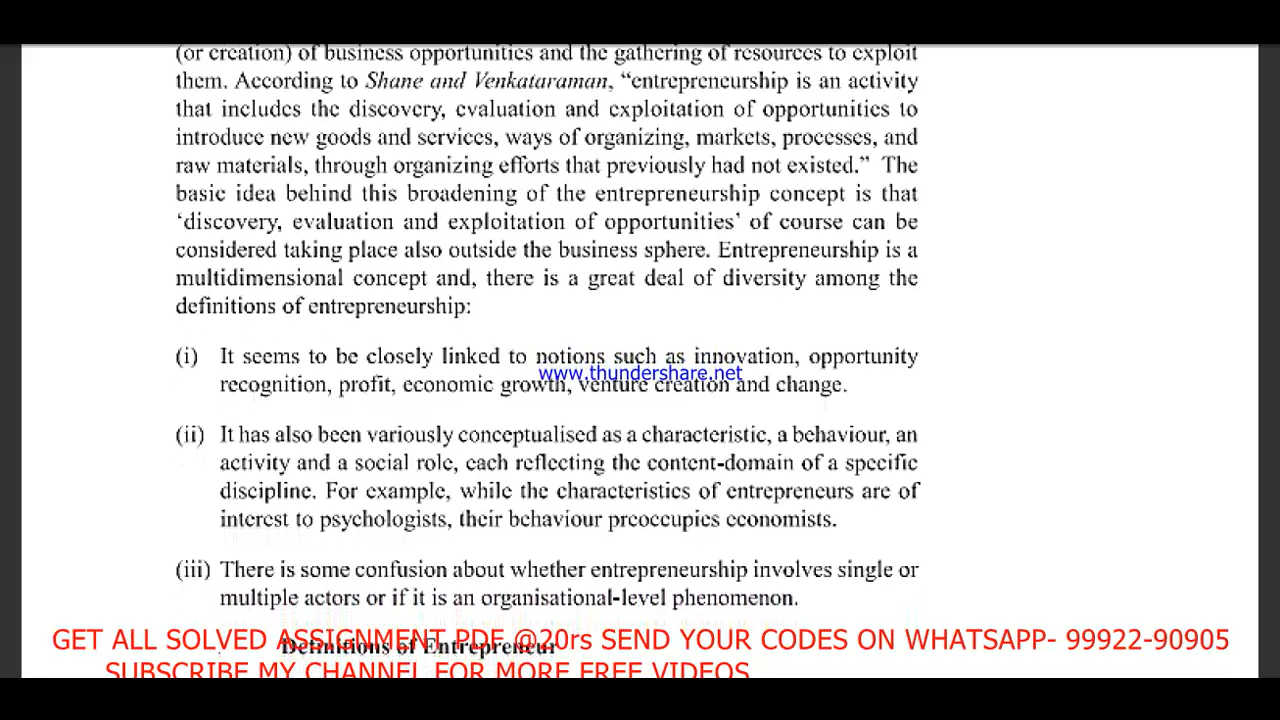 (or creation) of business opportunities and the gathering of resources to exploit
them. According to Shane and Venkataraman, “entrepreneurship is an activity
that includes the discovery, evaluation and exploitation of opportunities to
introduce new goods and services, ways of organizing, markets, processes, and
raw materials, through organizing efforts that previously had not existed.” The
basic idea behind this broadening of the entrepreneurship concept is that
‘discovery, evaluation and exploitation of opportunities’ of course can be
considered taking place also outside the business sphere. Entrepreneurship is a
multidimensional concept and, there is a great deal of diversity among the
definitions of entrepreneurship:
(i) It seems to be closely linked to notions such as innovation, opportunity
www.thundershare.net
recognition, profit, economic growth, venture creation and change.
(ii) It has also been variously conceptualised as a characteristic, a behaviour, an
activity and a social role, each reflecting the content-domain of a specific
discipline. For example, while the characteristics of entrepreneurs are of
interest to psychologists, their behaviour preoccupies economists.
(iii) There is some confusion about whether entrepreneurship involves single or
multiple actors or if it is an organisational-level phenomenon.
GET ALL SOLVED ASSIGNMENT PDF @20rs SEND YOUR CODES ON WHATSAPP- 99922-90905
Definitions of Entrepreneur
SUBSCRIBE MY CHANNEL FOR MORE FREE VIDEOS